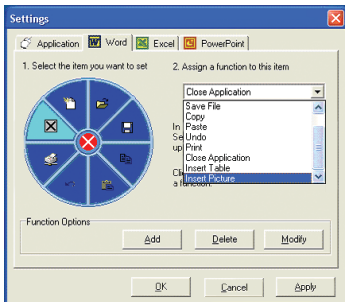 Settings
Application Word Excel PowerPoint
1. Select the item you want to set
2. Assign a function to this item
Close Application
Save File
Copy
Paste
Undo
Print
Close Application
Insert Table
Insert Picture
In
Se
up
Cli
a function.
Function Options
Add Delete Modify
OK Cancel Apply